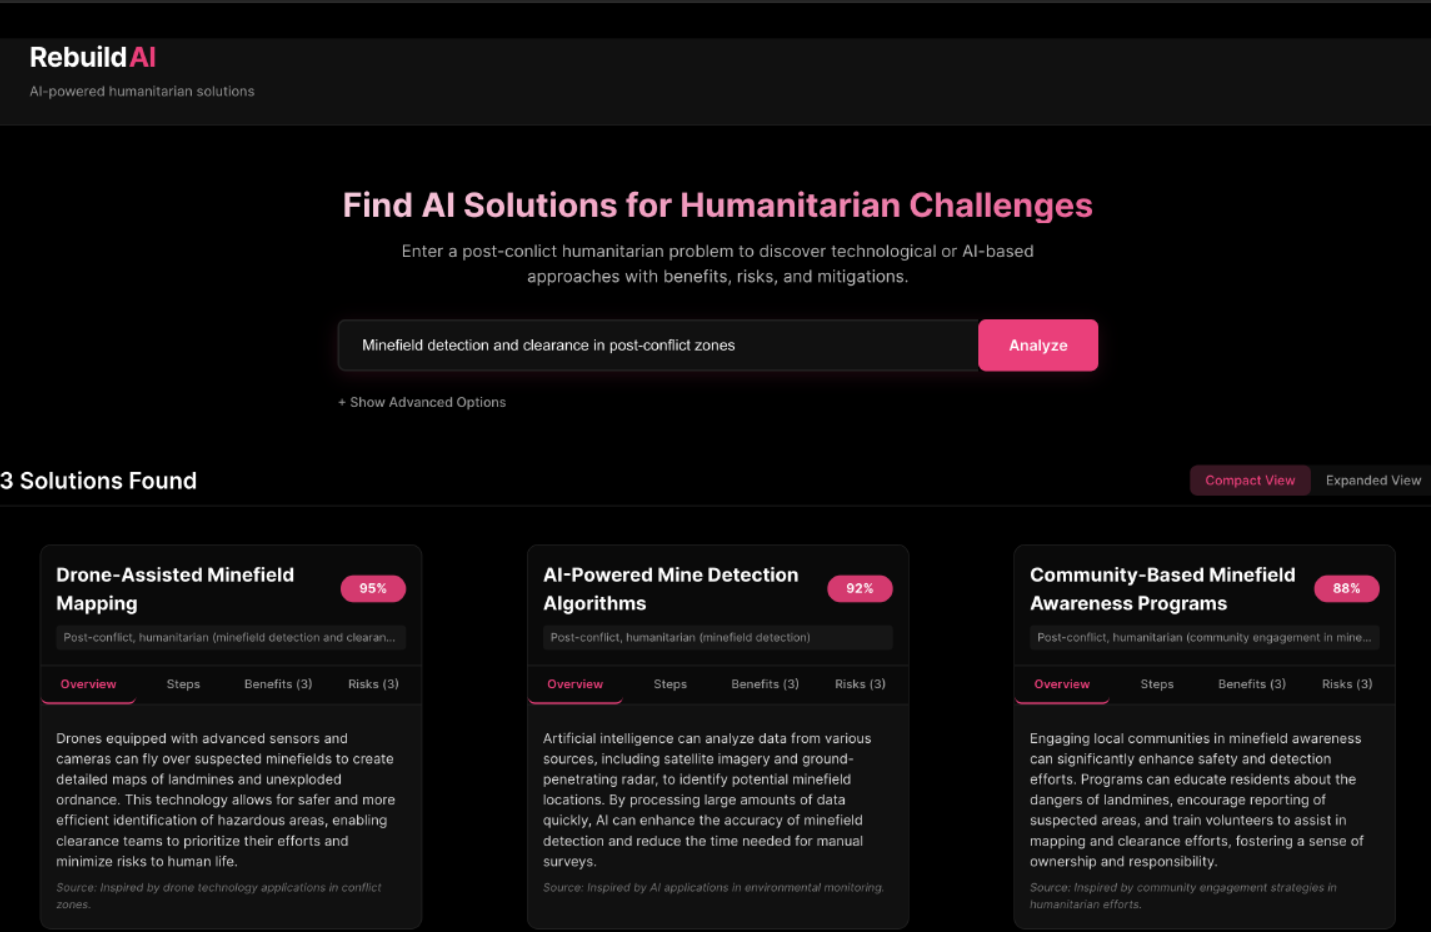 RebuildAI
AI-powered humanitarian solutions
Find AI Solutions for Humanitarian Challenges
Enter a post-conlict humanitarian problem to discover technological or AI-based
approaches with benefits, risks, and mitigations.
Minefield detection and clearance in post-conflict zones
Analyze
+ Show Advanced Options
3 Solutions Found
Compact View
Expanded View
Drone-Assisted Minefield
Mapping
95%
Post-conflict, humanitarian (minefield detection and clearan...
Overview Steps Benefits (3) Risks (3)
Drones equipped with advanced sensors and
cameras can fly over suspected minefields to create
detailed maps of landmines and unexploded
ordnance. This technology allows for safer and more
efficient identification of hazardous areas, enabling
clearance teams to prioritize their efforts and
minimize risks to human life.
Source: Inspired by drone technology applications in conflict
zones.
AI-Powered Mine Detection
Algorithms
92%
Post-conflict, humanitarian (minefield detection)
Overview Steps Benefits (3) Risks (3)
Artificial intelligence can analyze data from various
sources, including satellite imagery and ground-
penetrating radar, to identify potential minefield
locations. By processing large amounts of data
quickly, AI can enhance the accuracy of minefield
detection and reduce the time needed for manual
surveys.
Source: Inspired by AI applications in environmental monitoring.
Community-Based Minefield
Awareness Programs
88%
Post-conflict, humanitarian (community engagement in mine...
Overview Steps Benefits (3) Risks (3)
Engaging local communities in minefield awareness
can significantly enhance safety and detection
efforts. Programs can educate residents about the
dangers of landmines, encourage reporting of
suspected areas, and train volunteers to assist in
mapping and clearance efforts, fostering a sense of
ownership and responsibility.
Source: Inspired by community engagement strategies in
humanitarian efforts.